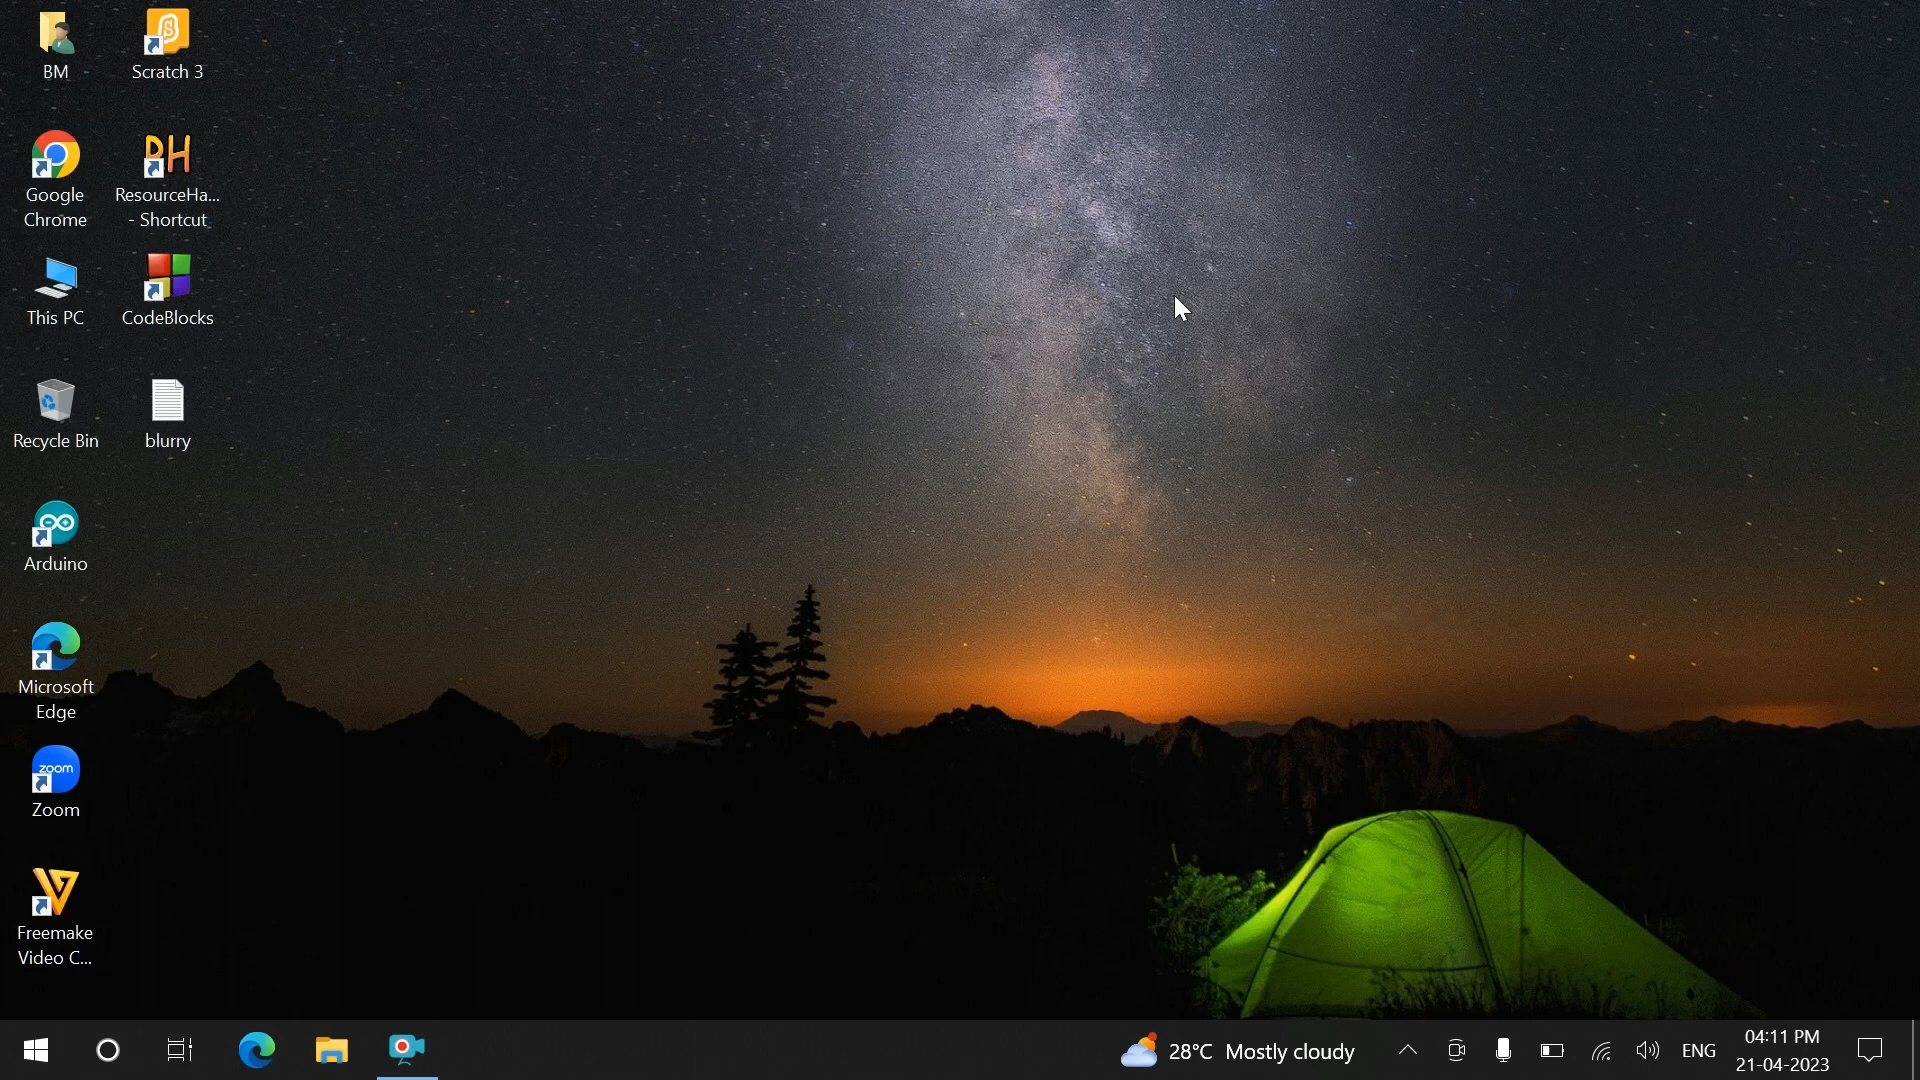 BM
Scratch 3
Google
Chrome
ResourceHa...
- Shortcut
This PC
CodeBlocks
Recycle Bin
blurry
Arduino
Microsoft
Edge
zoom
Zoom
Freemake
Video C...
28°C Mostly cloudy
ENG
04:11 PM
21-04-2023